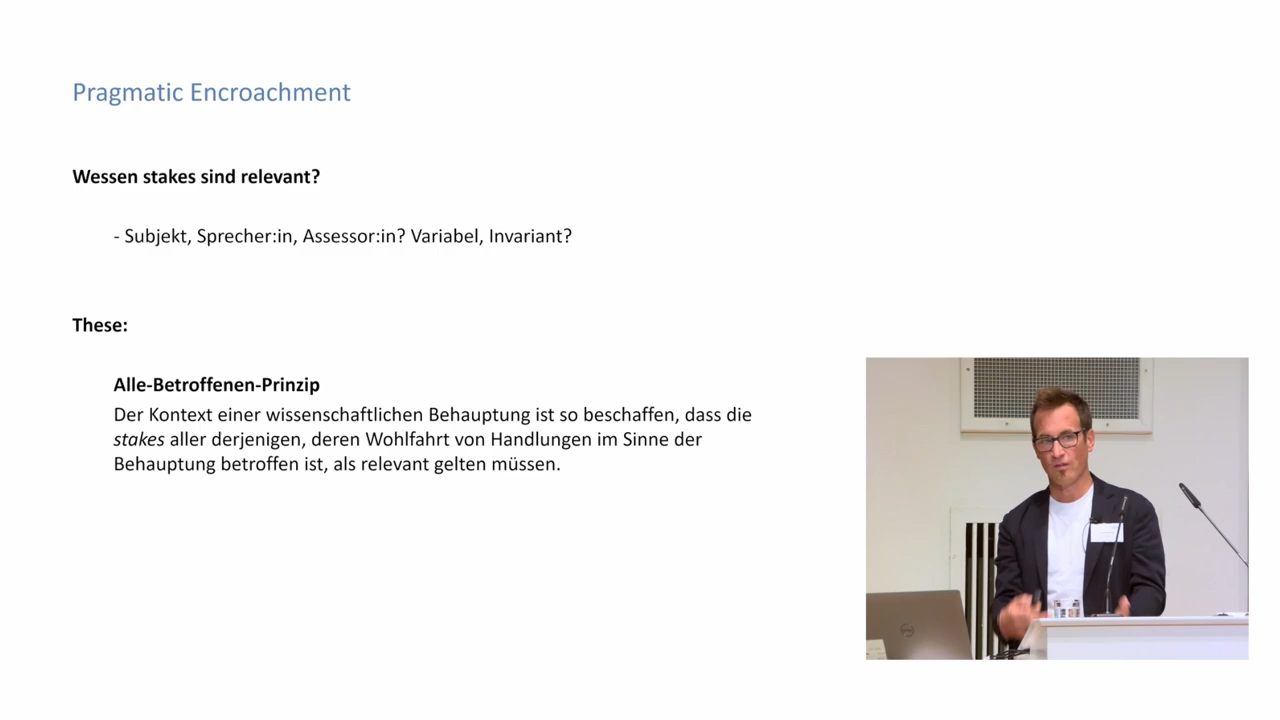 Pragmatic Encroachment
Wessen stakes sind relevant?
- Subjekt, Sprecher:in, Assessor:in? Variabel, Invariant?
These:
Alle-Betroffenen-Prinzip
Der Kontext einer wissenschaftlichen Behauptung ist so beschaffen, dass die
stakes aller derjenigen, deren Wohlfahrt von Handlungen im Sinne der
Behauptung betroffen ist, als relevant gelten müssen.